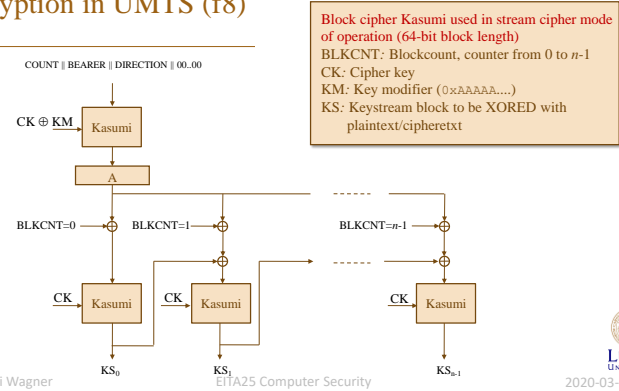 cryption in UMTS (f8)
Block cipher Kasumi used in stream cipher mode
of operation (64-bit block length)
BLKCNT: Blockcount, counter from 0 to n-1
CK: Cipher key
KM: Key modifier (0xAAAAA....)
KS: Keystream block to be XORED with
plaintext/cipheretxt
COUNT || BEARER || DIRECTION || 00..00
CK ⊕ KM
Kasumi
A
BLKCNT=0
BLKCNT=1
BLKCNT=n-1
CK
Kasumi
CK
Kasumi
CK
Kasumi
KS0
KS1
KSn-1
i Wagner
EITA25 Computer Security
2020-03-